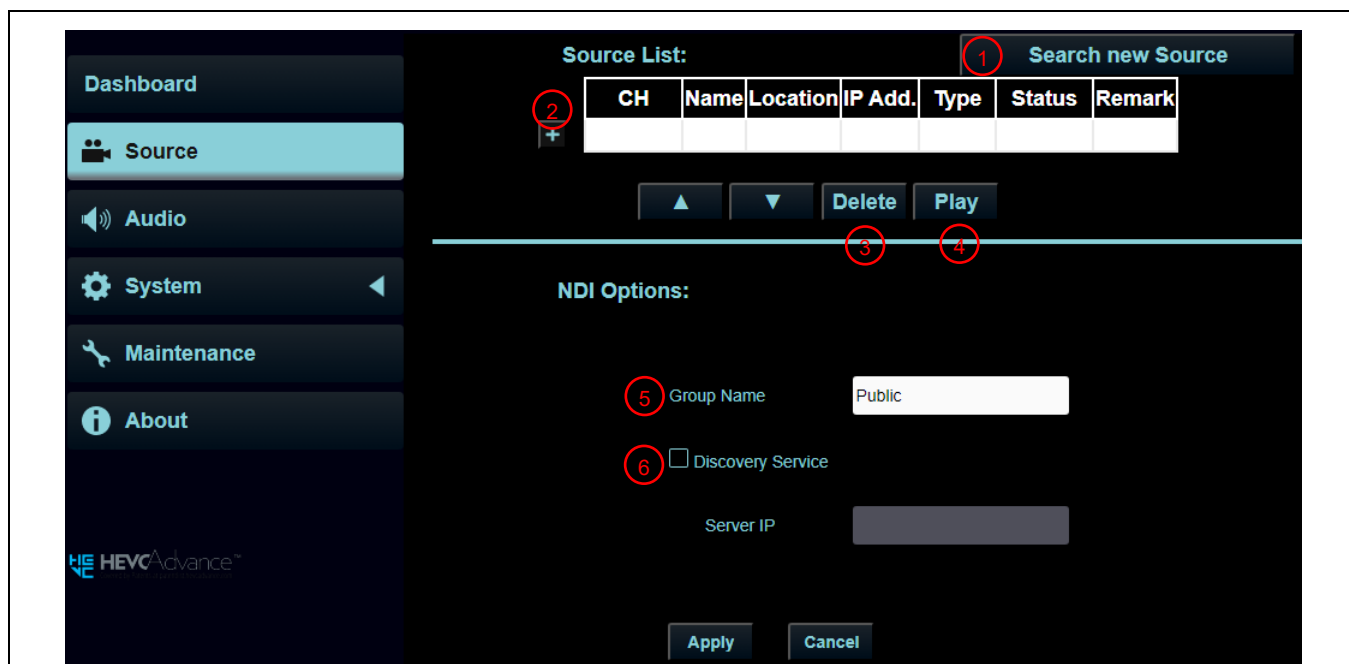 Dashboard
Source
Audio
System
Maintenance
About
HEVCAdvance™
Source List:
1 Search new Source
2
CH Name Location IP Add. Type Status Remark
+
▲ ▼ Delete Play
3 4
NDI Options:
5 Group Name Public
6 Discovery Service
Server IP
Apply Cancel